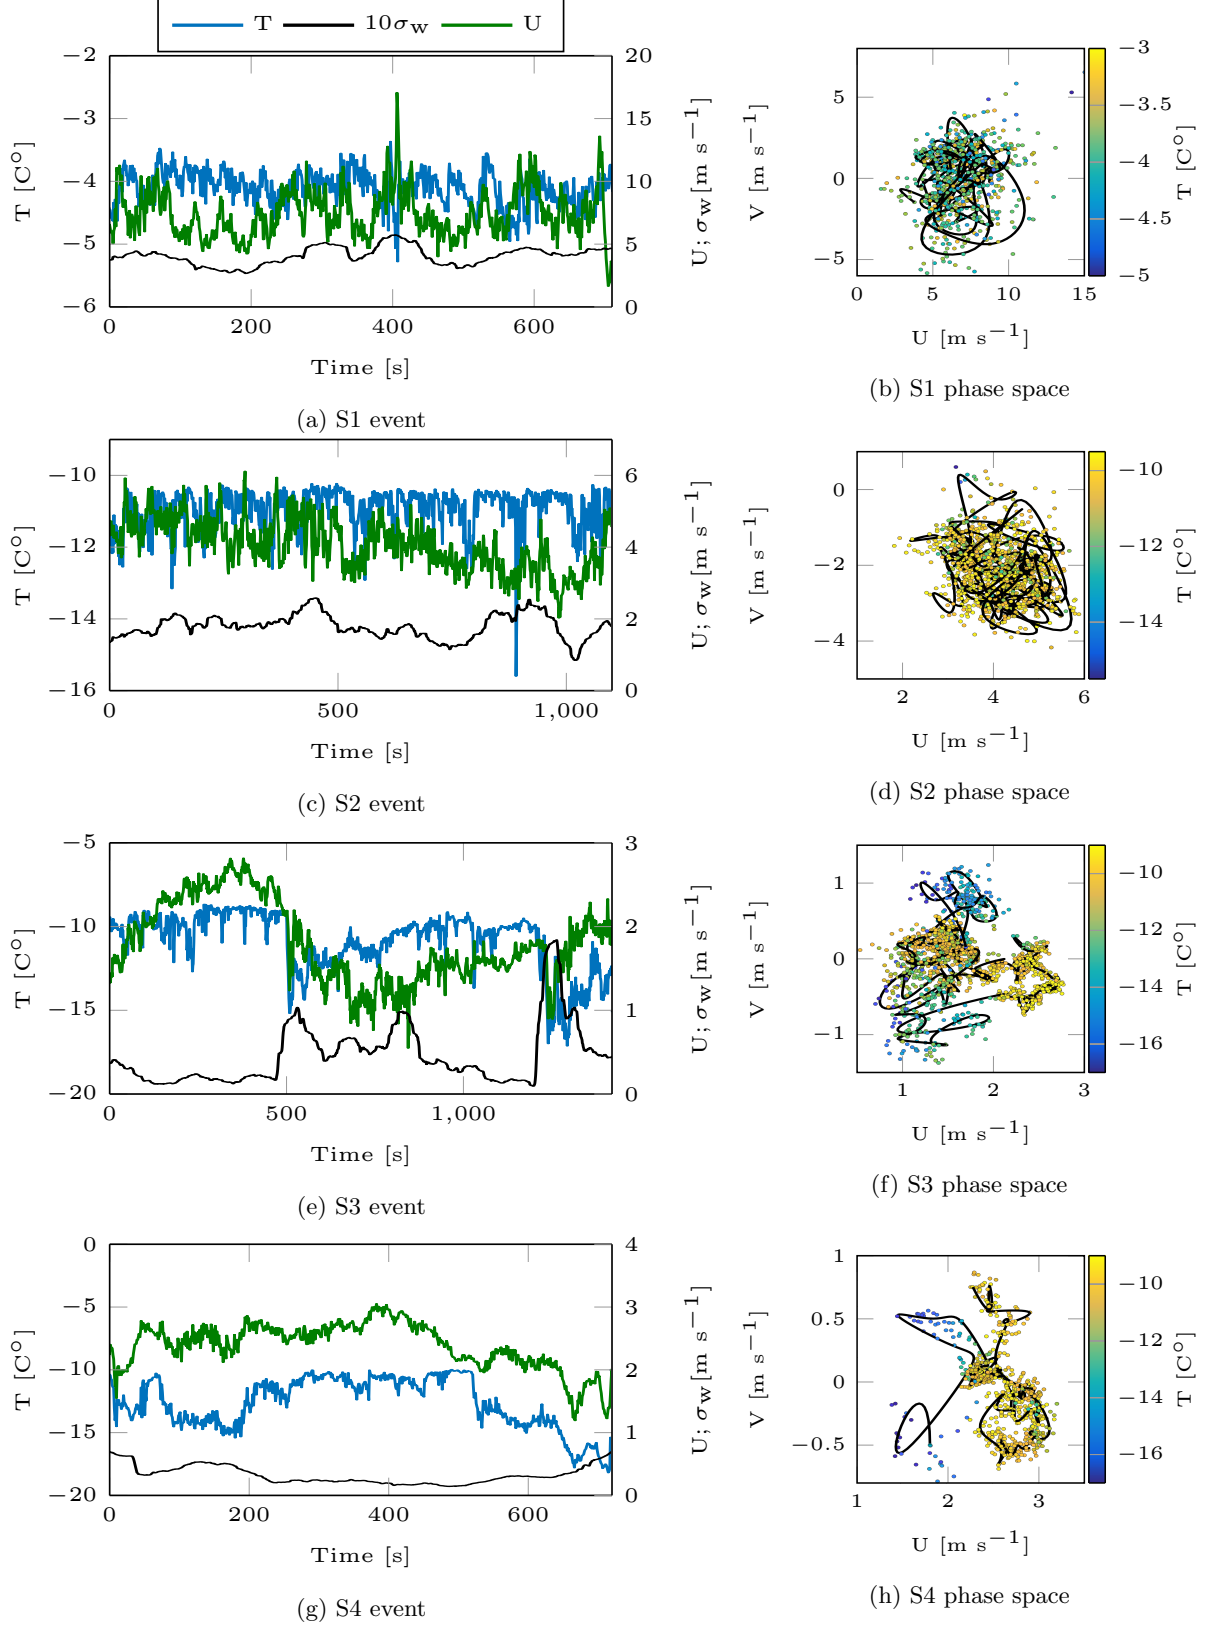 T 10σw U
−2
−3
−4
−5
−6
T [C°]
20
15
10
5
0
U; σw[m s−1]
0 200 400 600
Time [s]
(a) S1 event
5
0
−5
V [m s−1]
0 5 10 15
U [m s−1]
−3
−3.5
−4
−4.5
−5
T [C°]
(b) S1 phase space
−10
−12
−14
−16
T [C°]
6
4
2
0
U; σw[m s−1]
0 500 1,000
Time [s]
(c) S2 event
0
−2
−4
V [m s−1]
2 4 6
U [m s−1]
−10
−12
−14
T [C°]
(d) S2 phase space
−5
−10
−15
−20
T [C°]
3
2
1
0
U; σw[m s−1]
0 500 1,000
Time [s]
(e) S3 event
1
0
−1
V [m s−1]
1 2 3
U [m s−1]
−10
−12
−14
−16
T [C°]
(f) S3 phase space
0
−5
−10
−15
−20
T [C°]
4
3
2
1
0
U; σw[m s−1]
0 200 400 600
Time [s]
(g) S4 event
1
0.5
0
−0.5
V [m s−1]
1 2 3
U [m s−1]
−10
−12
−14
−16
T [C°]
(h) S4 phase space